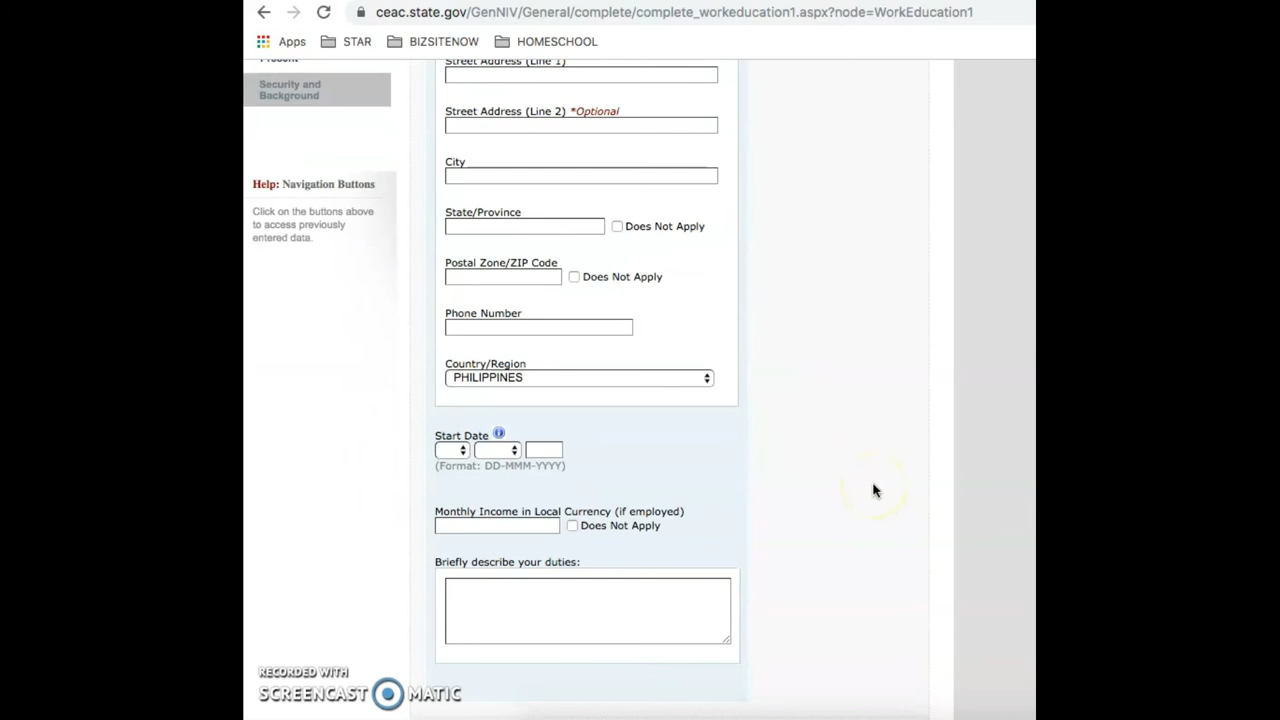 ceac.state.gov/GenNIV/General/complete/complete_workeducation1.aspx?node=WorkEducation1
Apps STAR BIZSITENOW HOMESCHOOL
Security and
Background
Help: Navigation Buttons
Click on the buttons above
to access previously
entered data.
Street Address (Line 1)
Street Address (Line 2) *Optional
City
State/Province
Does Not Apply
Postal Zone/ZIP Code
Does Not Apply
Phone Number
Country/Region
PHILIPPINES
Start Date
(Format: DD-MMM-YYYY)
Monthly Income in Local Currency (if employed)
Does Not Apply
Briefly describe your duties:
RECORDED WITH
SCREENCAST MATIC